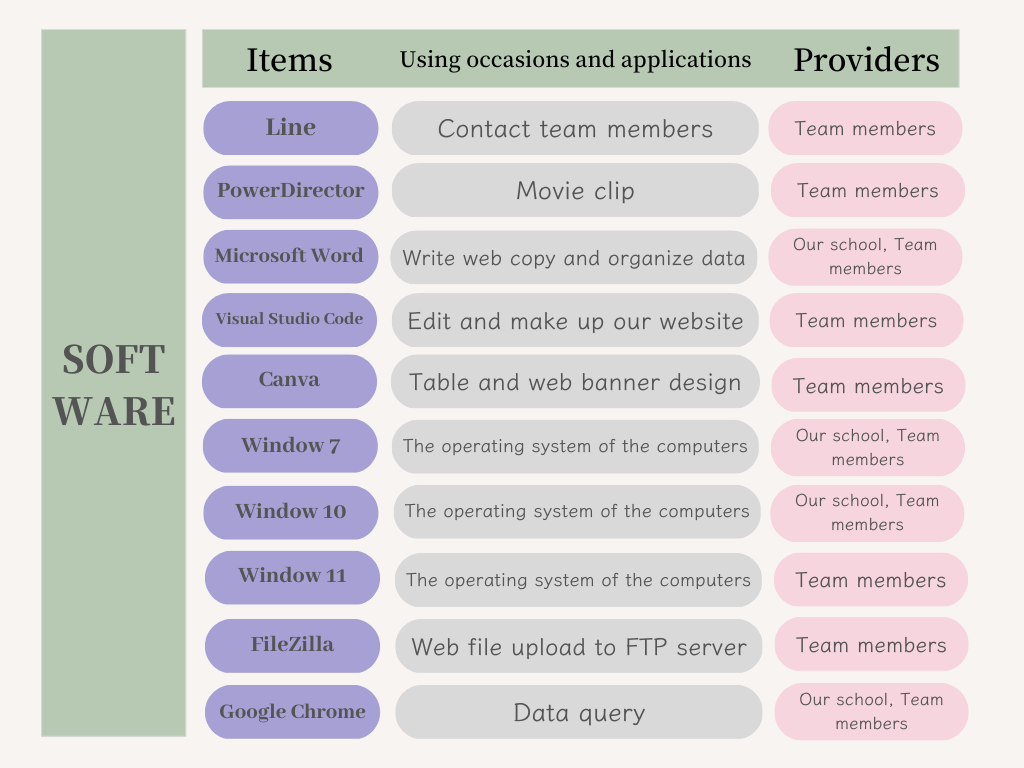 SOFT
WARE
Items Using occasions and applications Providers
Line Contact team members Team members
PowerDirector Movie clip Team members
Microsoft Word Write web copy and organize data Our school, Team
members
Visual Studio Code Edit and make up our website Team members
Canva Table and web banner design Team members
Window 7 The operating system of the computers Our school, Team
members
Window 10 The operating system of the computers Our school, Team
members
Window 11 The operating system of the computers Team members
FileZilla Web file upload to FTP server Team members
Google Chrome Data query Our school, Team
members